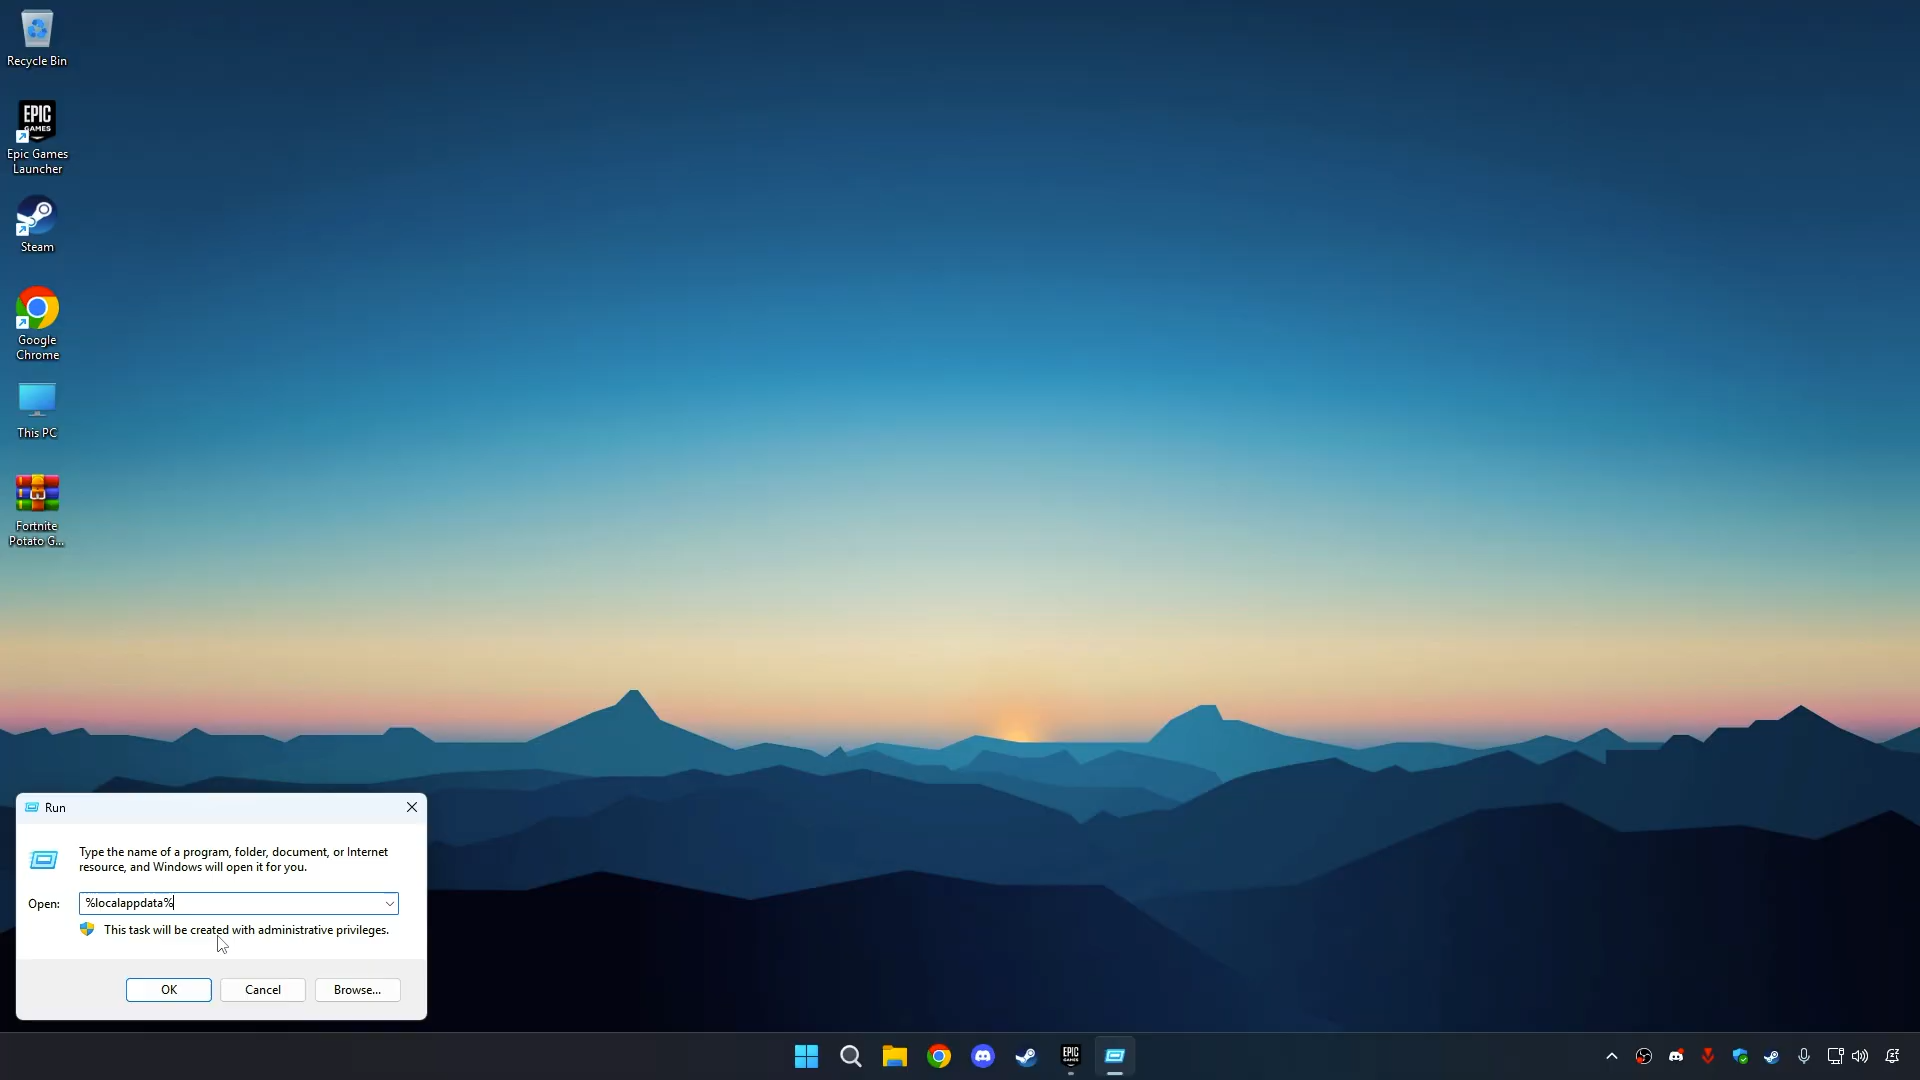 Recycle Bin
EPIC
GAMES
Epic Games
Launcher
Steam
Google
Chrome
This PC
Fortnite
Potato G...
Run
Type the name of a program, folder, document, or Internet
resource, and Windows will open it for you.
Open:
%localappdata%
This task will be created with administrative privileges.
OK
Cancel
Browse...
EPIC
GAMES